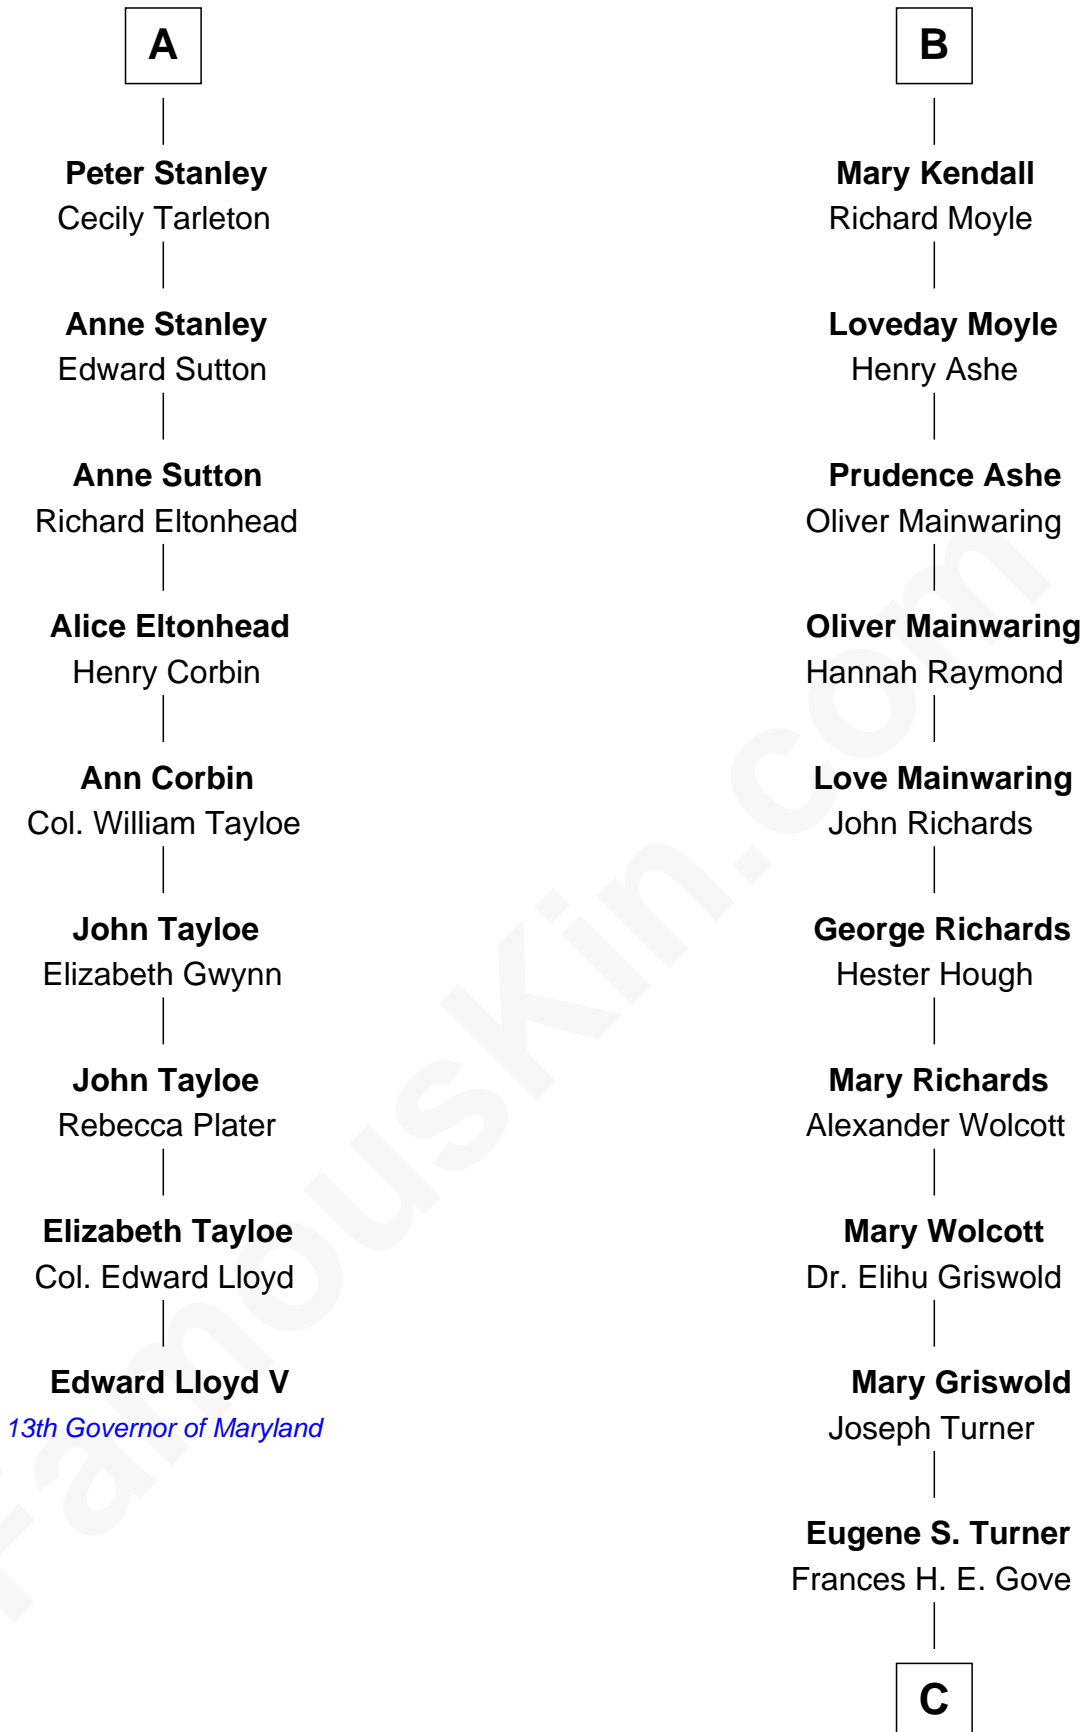 A
Peter Stanley
Cecily Tarleton
Anne Stanley
Edward Sutton
Anne Sutton
Richard Eltonhead
Alice Eltonhead
Henry Corbin
Ann Corbin
Col. William Tayloe
John Tayloe
Elizabeth Gwynn
John Tayloe
Rebecca Plater
Elizabeth Tayloe
Col. Edward Lloyd
Edward Lloyd V
13th Governor of Maryland
B
Mary Kendall
Richard Moyle
Loveday Moyle
Henry Ashe
Prudence Ashe
Oliver Mainwaring
Oliver Mainwaring
Hannah Raymond
Love Mainwaring
John Richards
George Richards
Hester Hough
Mary Richards
Alexander Wolcott
Mary Wolcott
Dr. Elihu Griswold
Mary Griswold
Joseph Turner
Eugene S. Turner
Frances H. E. Gove
C
FamousKin.com